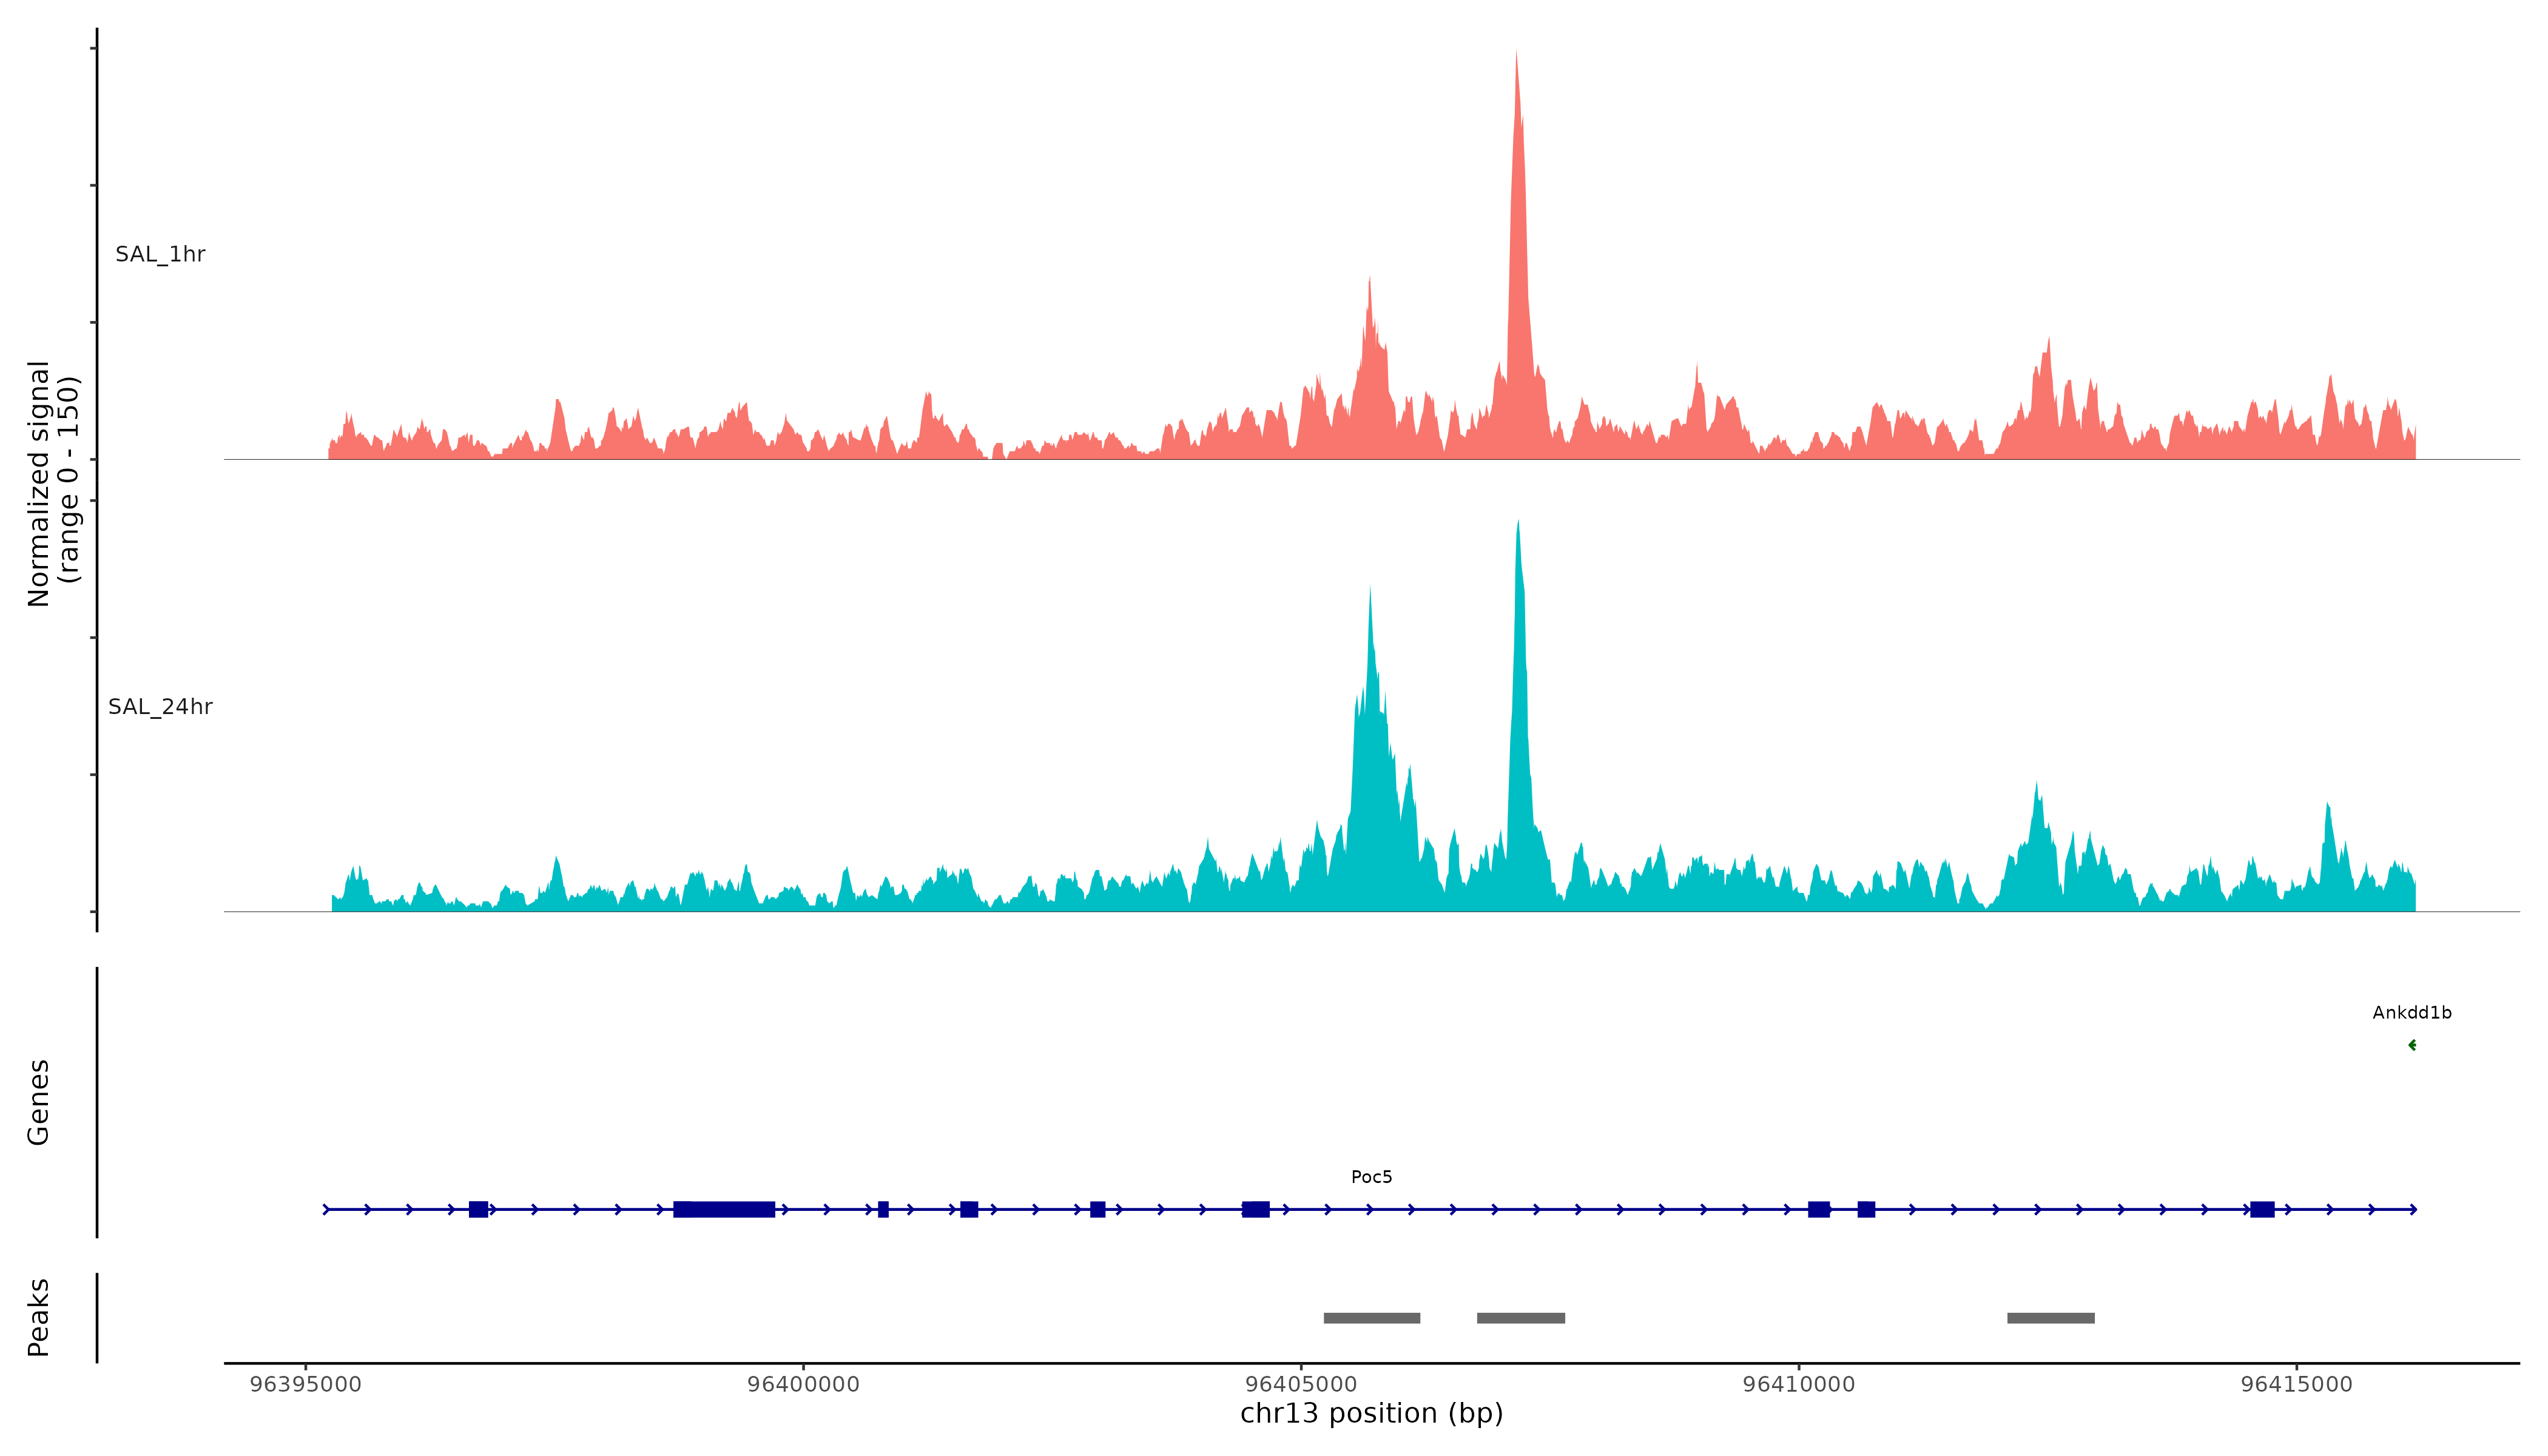 SAL_1hr
Normalized signal
(range 0 - 150)
SAL_24hr
Genes
Ankdd1b
Poc5
Peaks
96395000
96400000
96405000
96410000
96415000
chr13 position (bp)